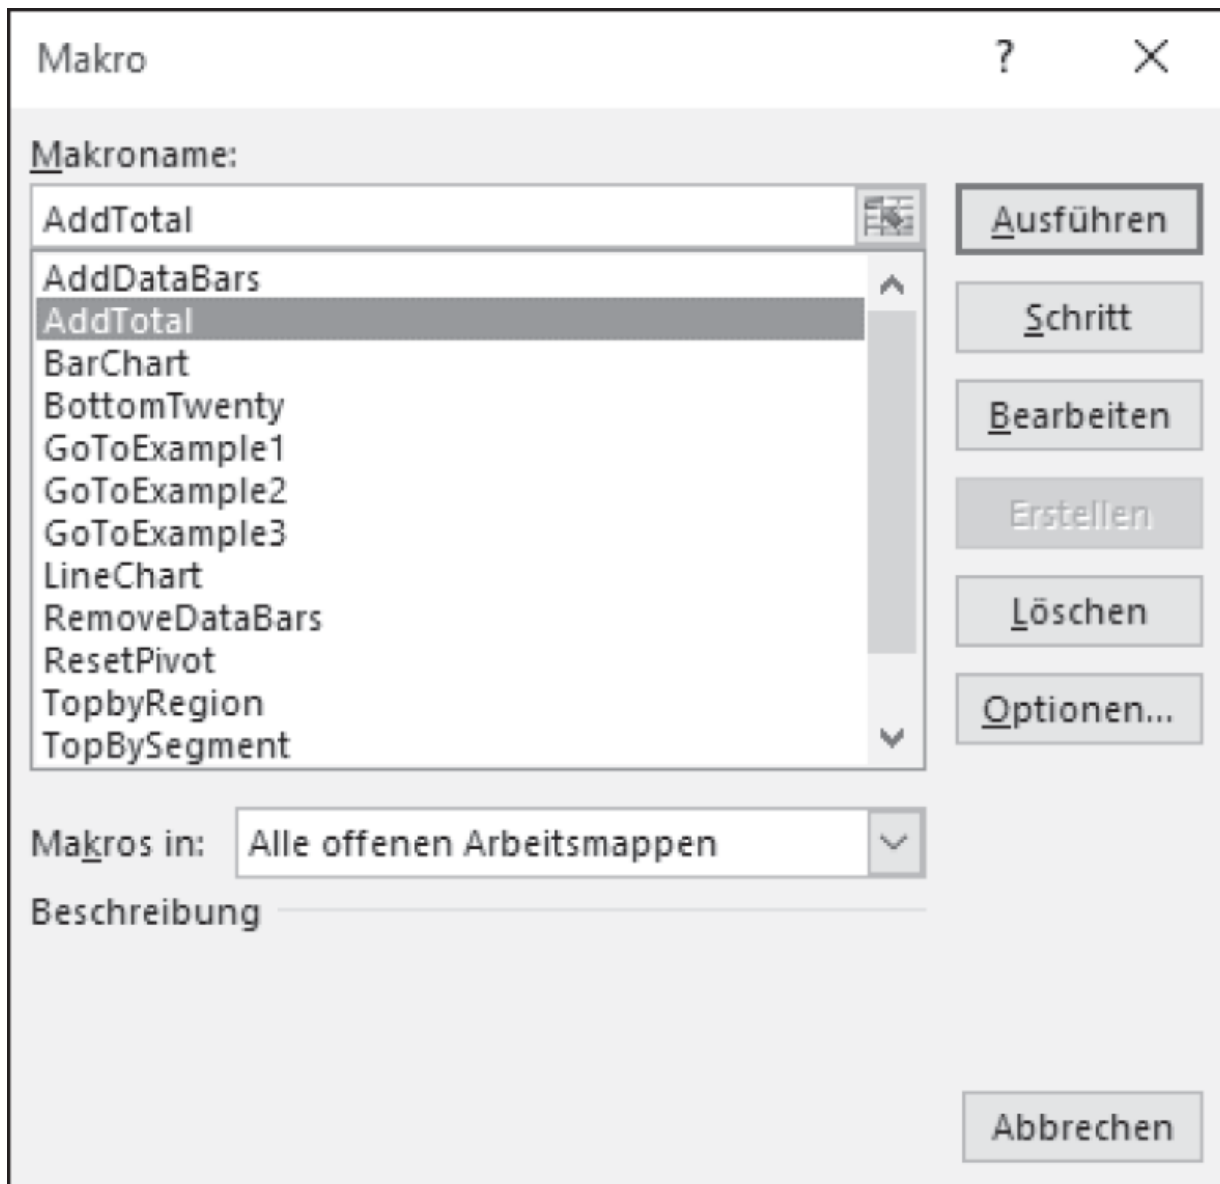 Makro ?
Makroname:
AddTotal
AddDataBars
AddTotal
BarChart
BottomTwenty
GoToExample1
GoToExample2
GoToExample3
LineChart
RemoveDataBars
ResetPivot
TopbyRegion
TopBySegment
Ausführen
Schritt
Bearbeiten
Erstellen
Löschen
Optionen...
Makros in: Alle offenen Arbeitsmappen
Beschreibung
Abbrechen